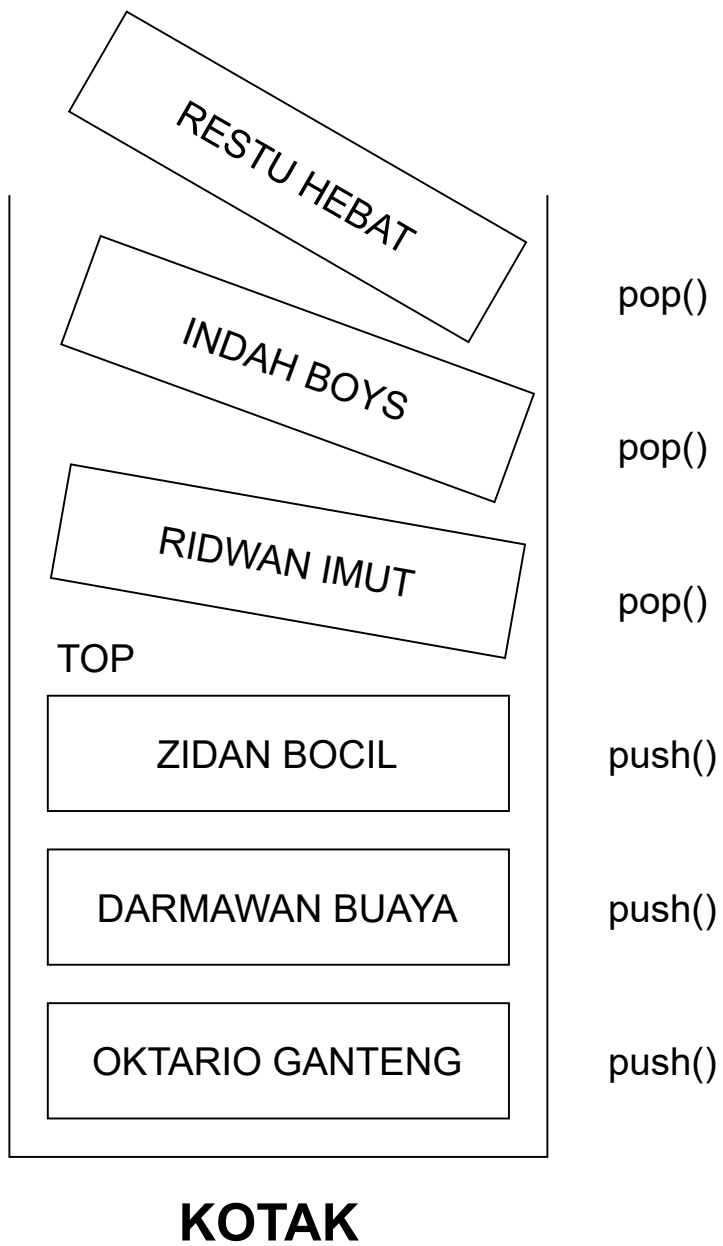 RESTU HEBAT
pop()
INDAH BOYS
pop()
RIDWAN IMUT
pop()
TOP
ZIDAN BOCIL
push()
DARMAWAN BUAYA
push()
OKTARIO GANTENG
push()
KOTAK